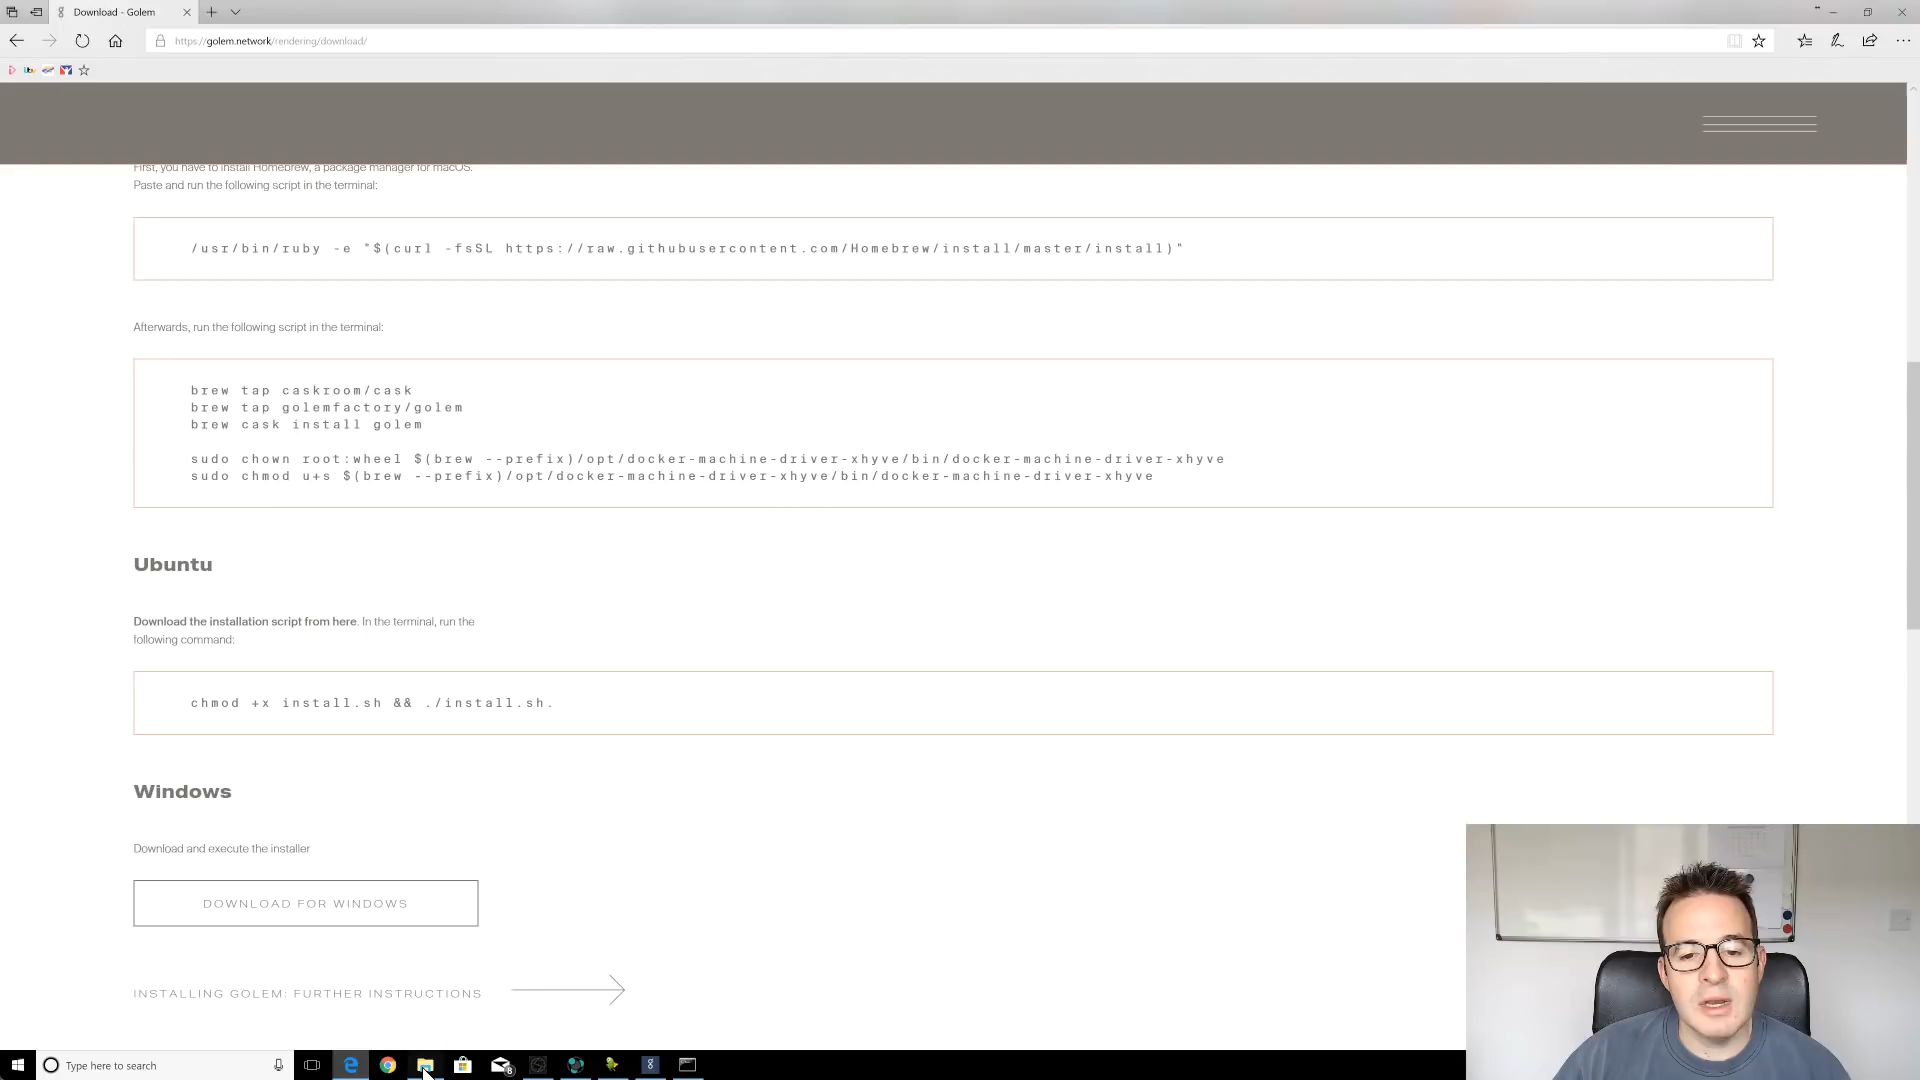 Download - Golem
https://golem.network/rendering/download/
First, you have to install Homebrew, a package manager for macOS.
Paste and run the following script in the terminal:
/usr/bin/ruby -e "$(curl -fsSL https://raw.githubusercontent.com/Homebrew/install/master/install)"
Afterwards, run the following script in the terminal:
brew tap caskroom/cask
brew tap golemfactory/golem
brew cask install golem
sudo chown root:wheel $(brew --prefix)/opt/docker-machine-driver-xhyve/bin/docker-machine-driver-xhyve
sudo chmod u+s $(brew --prefix)/opt/docker-machine-driver-xhyve/bin/docker-machine-driver-xhyve
Ubuntu
Download the installation script from here. In the terminal, run the
following command:
chmod +x install.sh && ./install.sh.
Windows
Download and execute the installer
DOWNLOAD FOR WINDOWS
INSTALLING GOLEM: FURTHER INSTRUCTIONS
Type here to search
8